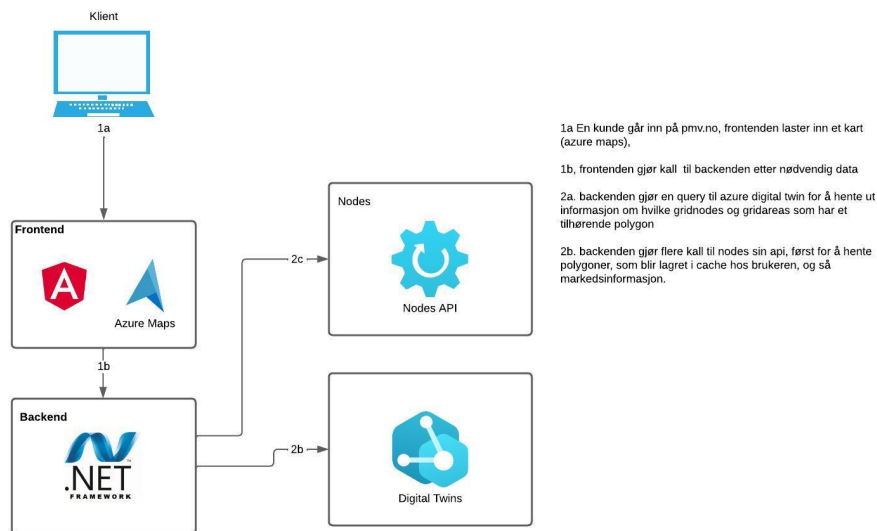 Klient
1a
Frontend
Azure Maps
1b
Backend
.NET
FRAMEWORK
2c
2b
Nodes
Nodes API
Digital Twins
1a En kunde går inn på pmv.no, frontenden laster inn et kart
(azure maps),
1b, frontenden gjør kall til backenden etter nødvendig data
2a. backenden gjør en query til azure digital twin for å hente ut
informasjon om hvilke gridnodes og gridareas som har et
tilhørende polygon
2b. backenden gjør flere kall til nodes sin api, først for å hente
polygoner, som blir lagret i cache hos brukeren, og så
markedsinformasjon.